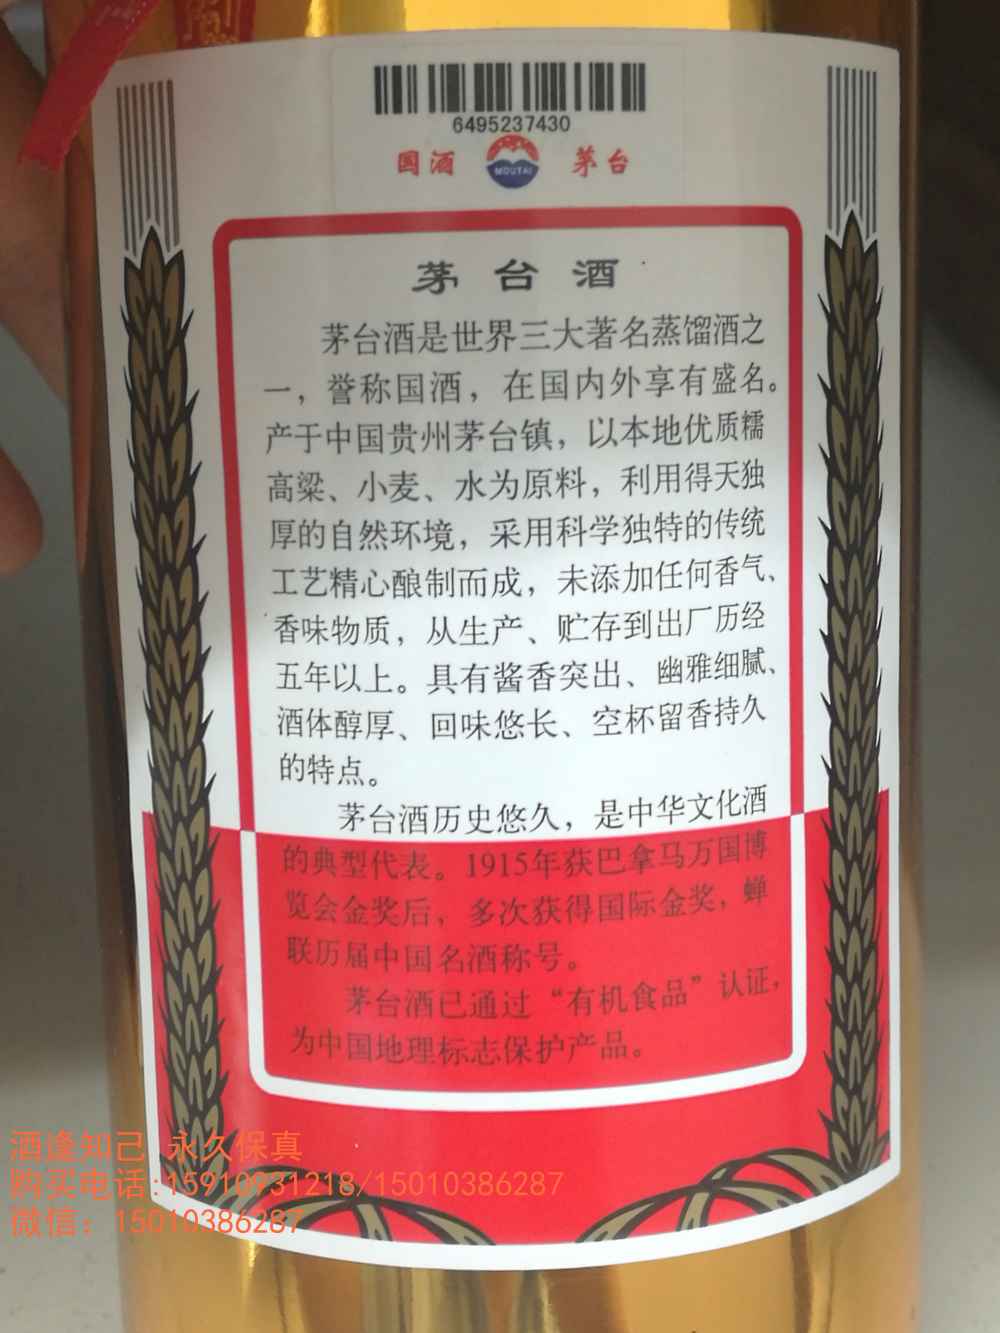 6495237430
国酒 MOUTAI 茅台
茅台酒
茅台酒是世界三大著名蒸馏酒之
一，誉称国酒，在国内外享有盛名。
产于中国贵州茅台镇，以本地优质糯
高粱、小麦、水为原料，利用得天独
厚的自然环境，采用科学独特的传统
工艺精心酿制而成，未添加任何香气、
香味物质，从生产、贮存到出厂历经
五年以上。具有酱香突出、幽雅细腻、
酒体醇厚、回味悠长、空杯留香持久
的特点。
茅台酒历史悠久，是中华文化酒
的典型代表。1915年获巴拿马万国博
览会金奖后，多次获得国际金奖，蝉
联历届中国名酒称号。
茅台酒已通过“有机食品”认证，
为中国地理标志保护产品。
酒逢知己 永久保真
购买电话:15910931218/15010386287
微信：15010386287